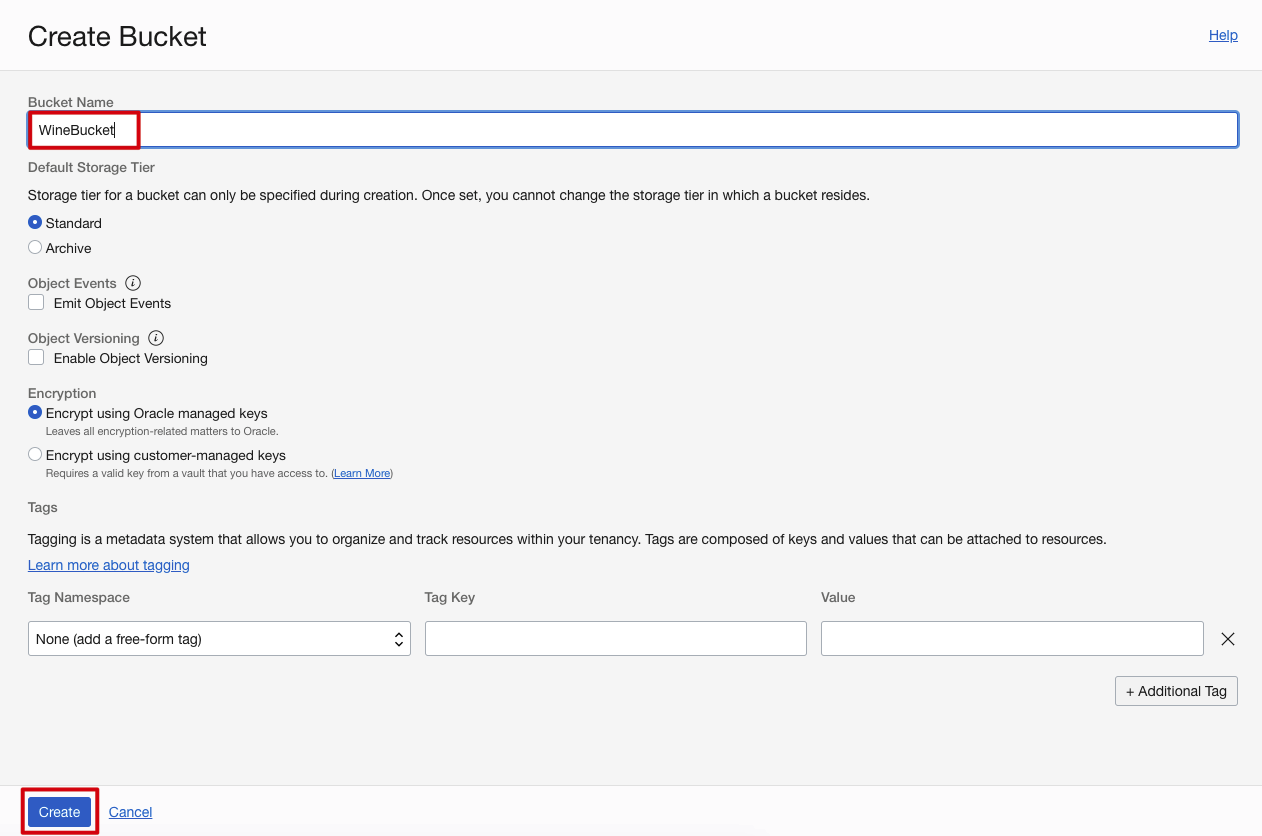 Create Bucket
Help
Bucket Name
WineBucket
Default Storage Tier
Storage tier for a bucket can only be specified during creation. Once set, you cannot change the storage tier in which a bucket resides.
Standard
Archive
Object Events
Emit Object Events
Object Versioning
Enable Object Versioning
Encryption
Encrypt using Oracle managed keys
Leaves all encryption-related matters to Oracle.
Encrypt using customer-managed keys
Requires a valid key from a vault that you have access to. (Learn More)
Tags
Tagging is a metadata system that allows you to organize and track resources within your tenancy. Tags are composed of keys and values that can be attached to resources.
Learn more about tagging
Tag Namespace Tag Key Value
None (add a free-form tag)
+ Additional Tag
Create Cancel